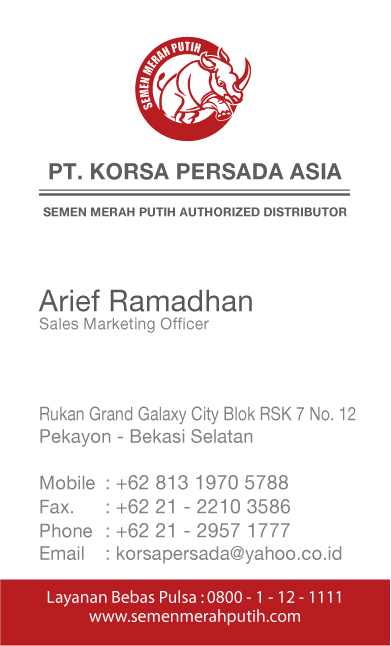 SEMEN MERAH PUTIH
PT. KORSA PERSADA ASIA
SEMEN MERAH PUTIH AUTHORIZED DISTRIBUTOR
Arief Ramadhan
Sales Marketing Officer
Rukan Grand Galaxy City Blok RSK 7 No. 12
Pekayon - Bekasi Selatan
Mobile : +62 813 1970 5788
Fax. : +62 21 - 2210 3586
Phone : +62 21 - 2957 1777
Email : korsapersada@yahoo.co.id
Layanan Bebas Pulsa : 0800 - 1 - 12 - 1111
www.semenmerahputih.com